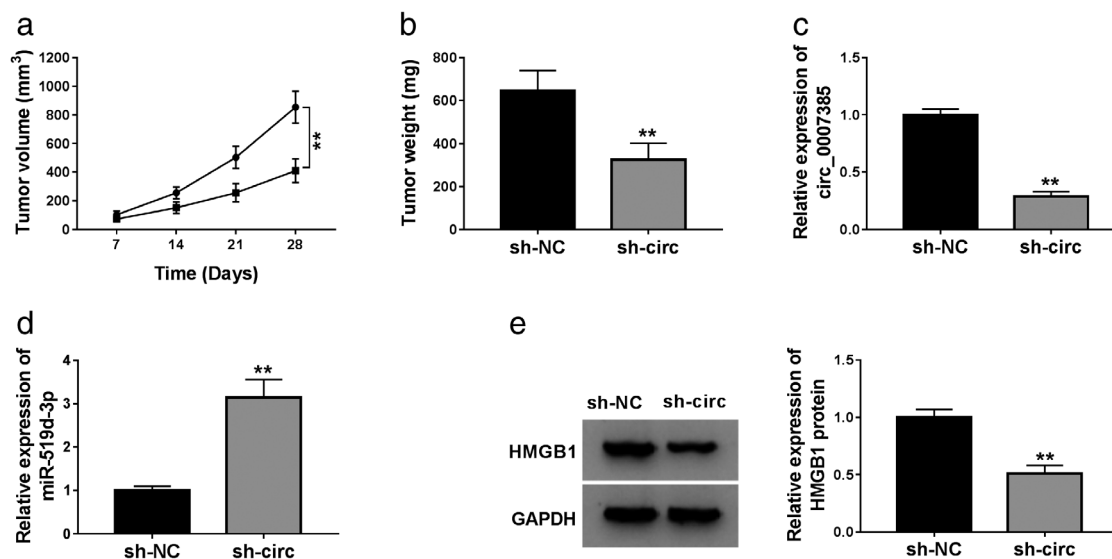 a
Tumor volume (mm³)
1200
1000
800
600
400
200
0
7 14 21 28
Time (Days)
**
b
Tumor weight (mg)
800
600
400
200
0
**
sh-NC sh-circ
c
Relative expression of
circ_0007385
1.5
1.0
0.5
0.0
**
sh-NC sh-circ
d
Relative expression of
miR-519d-3p
4
3
2
1
0
**
sh-NC sh-circ
e
sh-NC sh-circ
HMGB1
GAPDH
Relative expression of
HMGB1 protein
1.5
1.0
0.5
0.0
**
sh-NC sh-circ